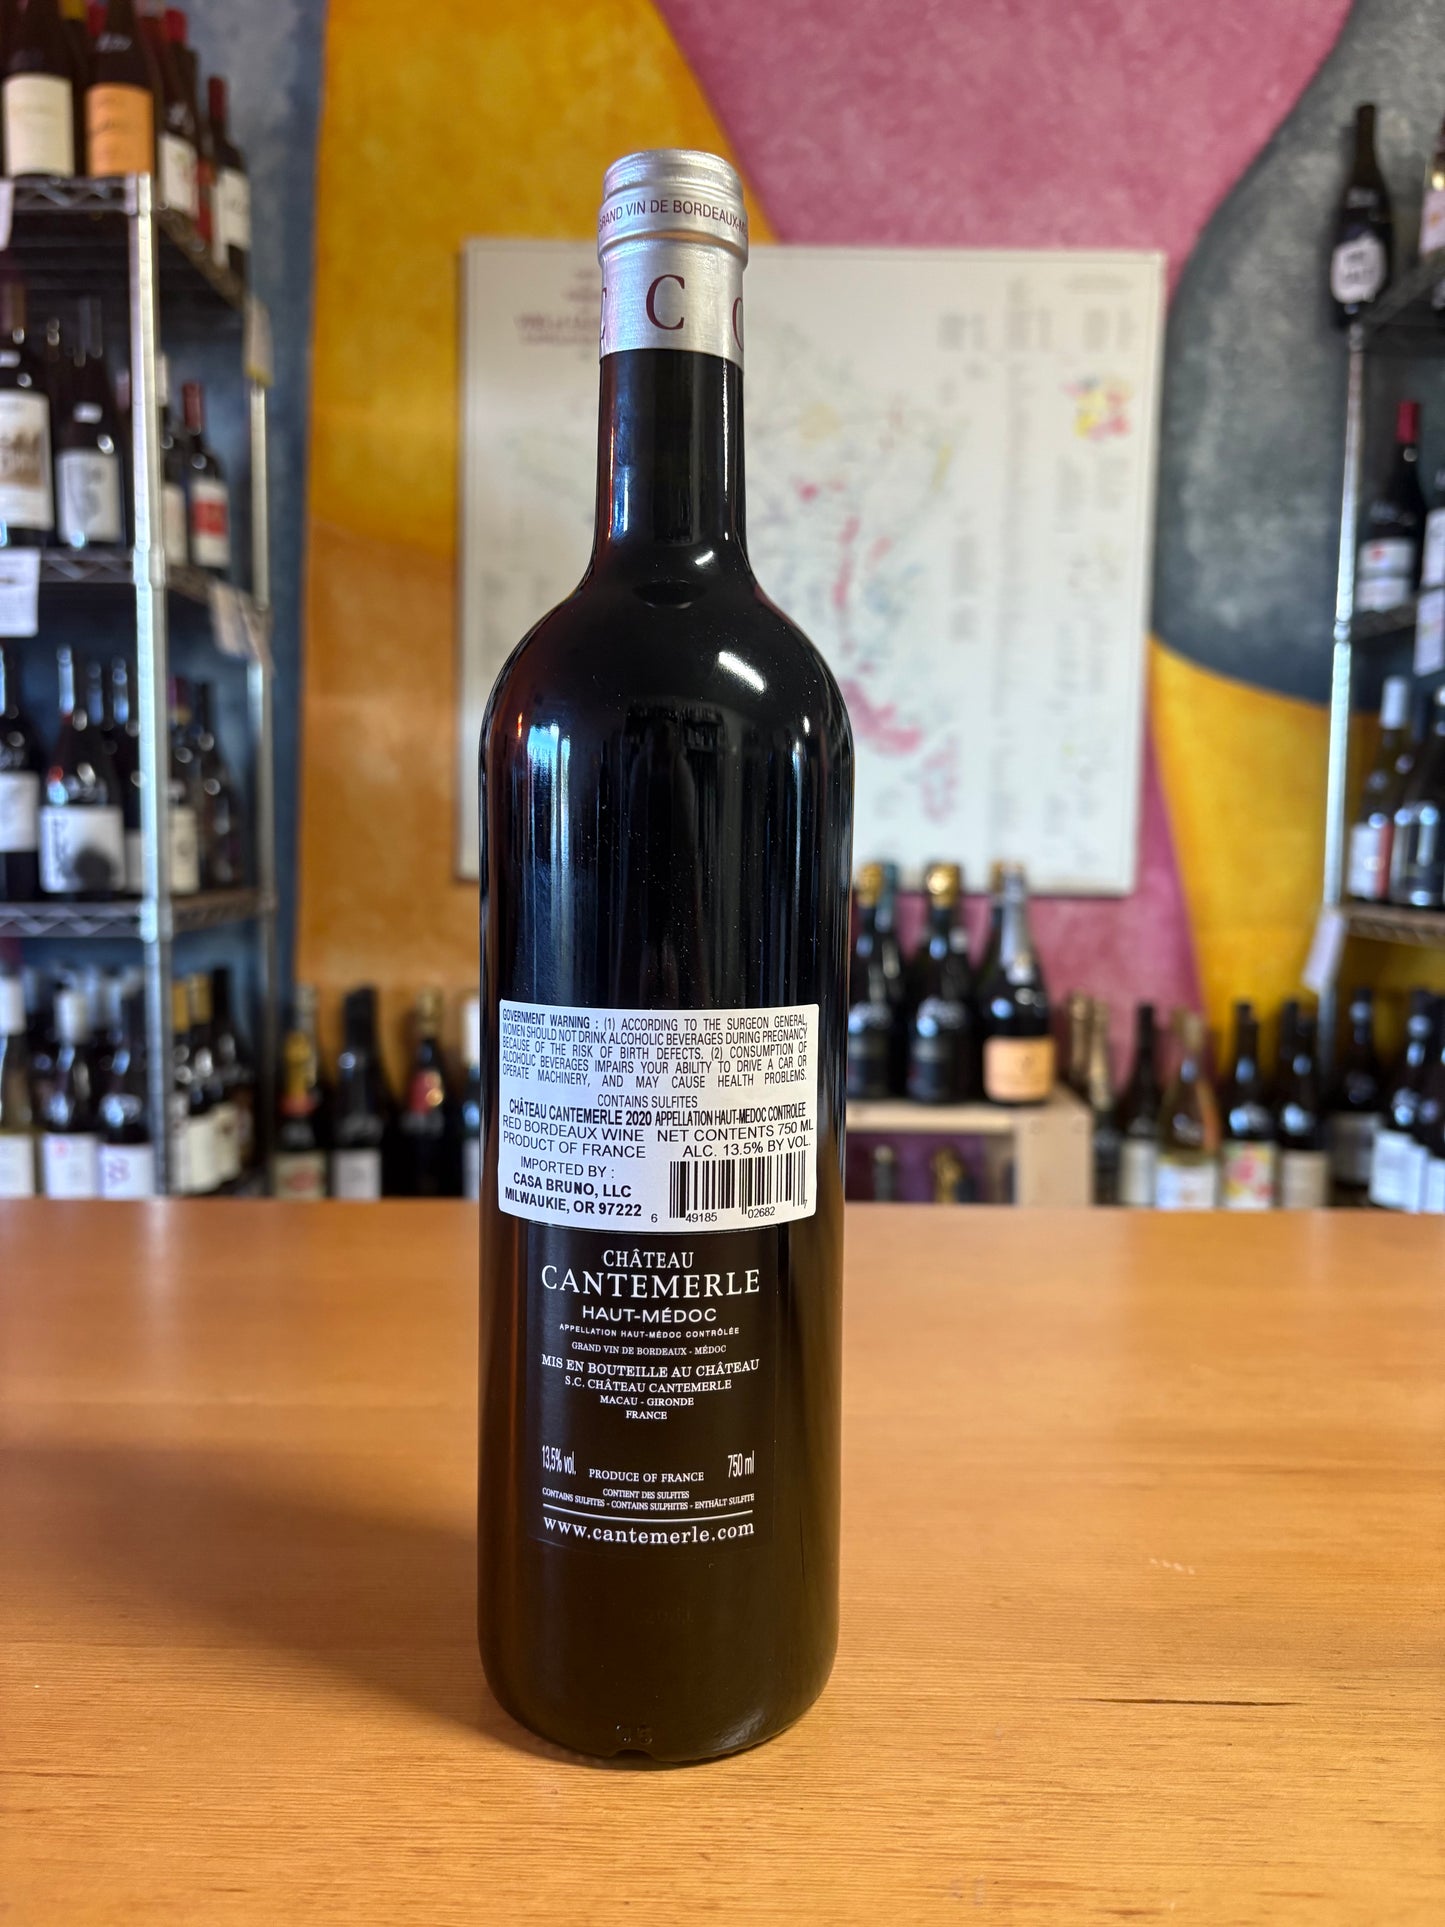 GRAND VIN DE BORDEAUX
C
GOVERNMENT WARNING : (1) ACCORDING TO THE SURGEON GENERAL,
WOMEN SHOULD NOT DRINK ALCOHOLIC BEVERAGES DURING PREGNANCY
BECAUSE OF THE RISK OF BIRTH DEFECTS. (2) CONSUMPTION OF
ALCOHOLIC BEVERAGES IMPAIRS YOUR ABILITY TO DRIVE A CAR OR
OPERATE MACHINERY, AND MAY CAUSE HEALTH PROBLEMS.
CONTAINS SULFITES
CHÂTEAU CANTEMERLE 2020 APPELLATION HAUT-MEDOC CONTROLEE
RED BORDEAUX WINE NET CONTENTS 750 ML
PRODUCT OF FRANCE ALC. 13.5% BY VOL.
IMPORTED BY :
CASA BRUNO, LLC
MILWAUKIE, OR 97222
6 49185 02682 7
CHÂTEAU
CANTEMERLE
HAUT-MÉDOC
APPELLATION HAUT-MÉDOC CONTRÔLÉE
GRAND VIN DE BORDEAUX - MÉDOC
MIS EN BOUTEILLE AU CHÂTEAU
S.C. CHÂTEAU CANTEMERLE
MACAU - GIRONDE
FRANCE
13,5% vol. PRODUCE OF FRANCE 750 ml
CONTIENT DES SULFITES
CONTAINS SULFITES - CONTAINS SULPHITES - ENTHÄLT SULFITE
www.cantemerle.com